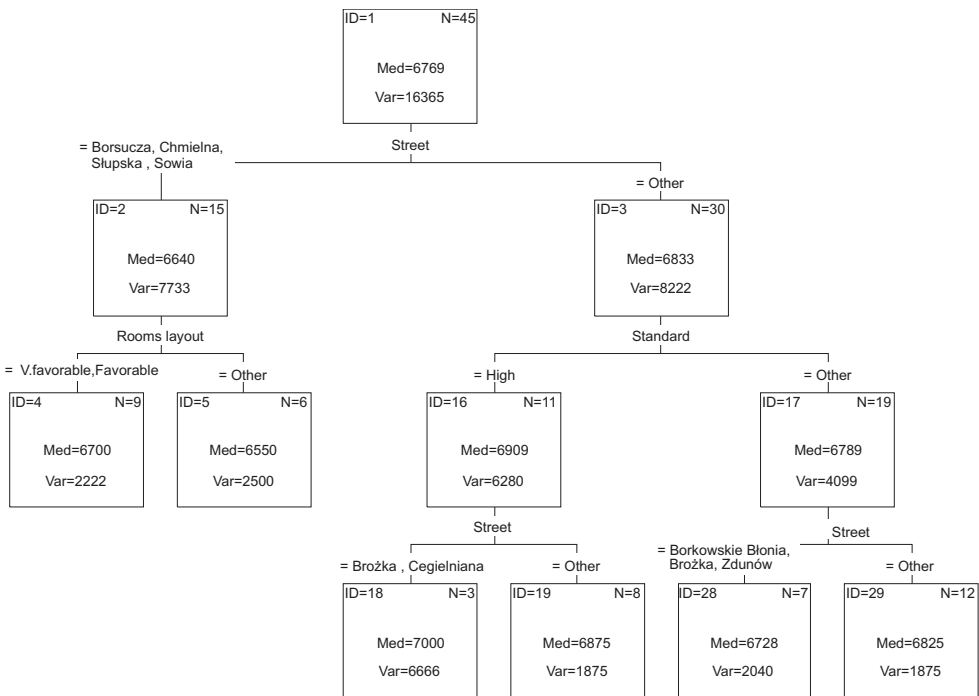 ID=1 N=45
Med=6769
Var=16365
Street
= Borsucza, Chmielna,
Słupska , Sowia
= Other
ID=2 N=15
Med=6640
Var=7733
ID=3 N=30
Med=6833
Var=8222
Rooms layout
Standard
= V.favorable,Favorable
= Other
= High
= Other
ID=4 N=9
Med=6700
Var=2222
ID=5 N=6
Med=6550
Var=2500
ID=16 N=11
Med=6909
Var=6280
ID=17 N=19
Med=6789
Var=4099
Street
Street
= Brożka , Cegielniana
= Other
= Borkowskie Błonia,
Brożka, Zdunów
= Other
ID=18 N=3
Med=7000
Var=6666
ID=19 N=8
Med=6875
Var=1875
ID=28 N=7
Med=6728
Var=2040
ID=29 N=12
Med=6825
Var=1875